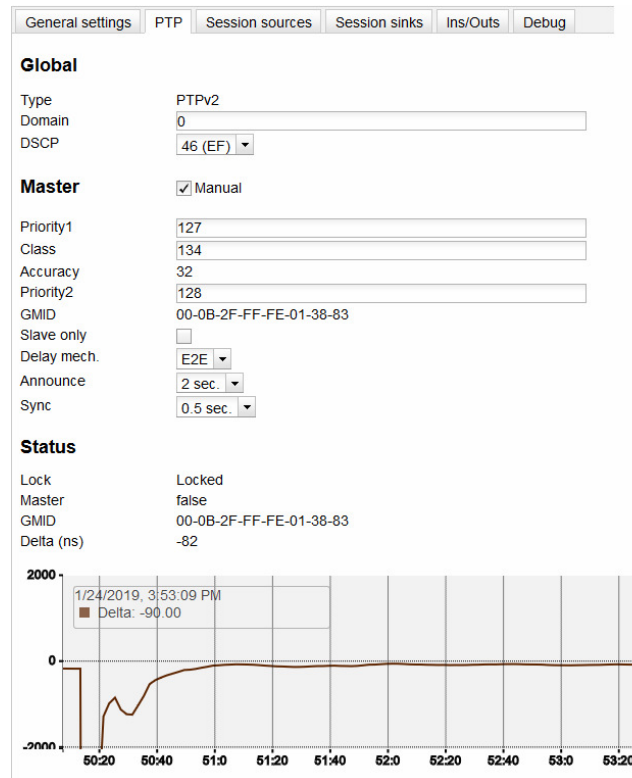 General settings PTP Session sources Session sinks Ins/Outs Debug
Global
Type PTPv2
Domain 0
DSCP 46 (EF)
Master Manual
Priority1 127
Class 134
Accuracy 32
Priority2 128
GMID 00-0B-2F-FF-FE-01-38-83
Slave only
Delay mech. E2E
Announce 2 sec.
Sync 0.5 sec.
Status
Lock Locked
Master false
GMID 00-0B-2F-FF-FE-01-38-83
Delta (ns) -82
2000
1/24/2019, 3:53:09 PM
Delta: -90.00
0
-2000
50:20 50:40 51:0 51:20 51:40 52:0 52:20 52:40 53:0 53:20